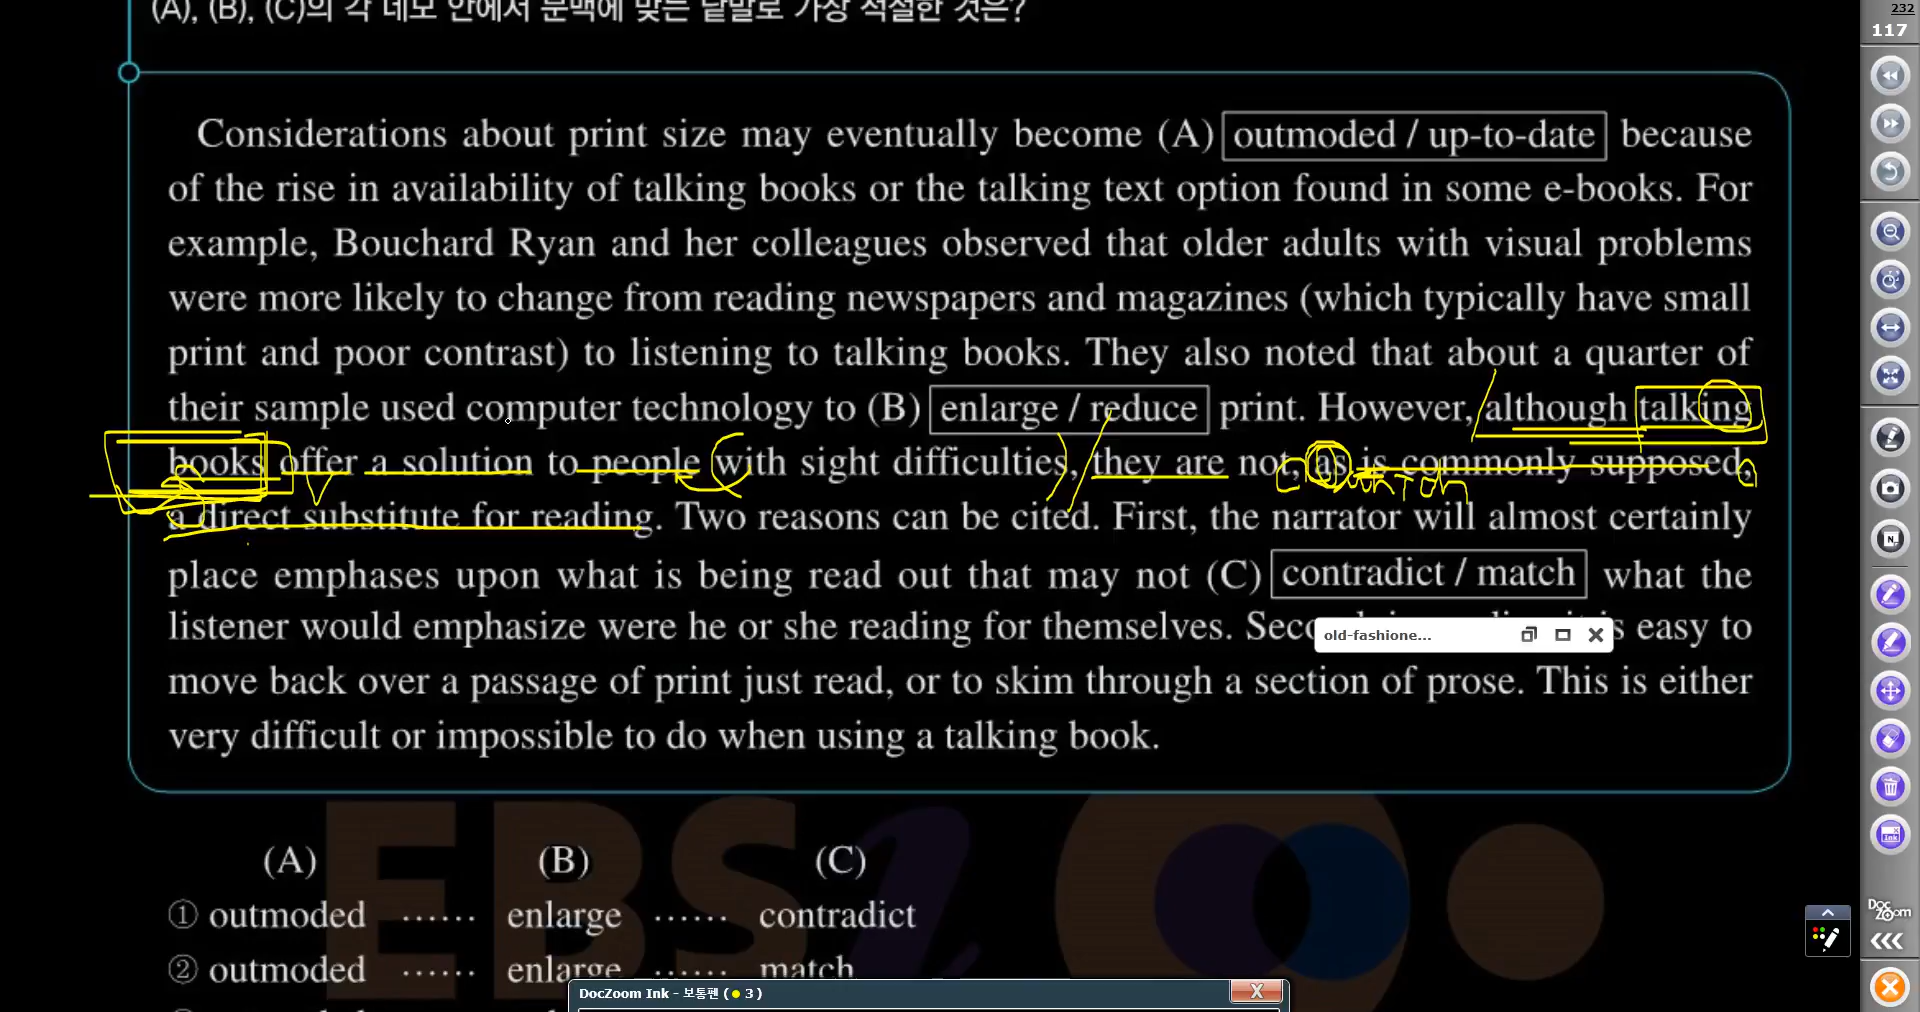 (A), (B), (C)의 각 네모 안에서 문맥에 맞는 낱말로 가장 적절한 것은?
232
117
Considerations about print size may eventually become (A) outmoded / up-to-date because
of the rise in availability of talking books or the talking text option found in some e-books. For
example, Bouchard Ryan and her colleagues observed that older adults with visual problems
were more likely to change from reading newspapers and magazines (which typically have small
print and poor contrast) to listening to talking books. They also noted that about a quarter of
their sample used computer technology to (B) enlarge / reduce print. However, although talking
books offer a solution to people with sight difficulties, they are not, as is commonly supposed,
a direct substitute for reading. Two reasons can be cited. First, the narrator will almost certainly
place emphases upon what is being read out that may not (C) contradict / match what the
listener would emphasize were he or she reading for themselves. Seco s easy to
old-fashione...
move back over a passage of print just read, or to skim through a section of prose. This is either
very difficult or impossible to do when using a talking book.
EBSi
(A) (B) (C)
① outmoded ...... enlarge ...... contradict
② outmoded ...... enlarge ...... match
DocZoom Ink - 보통펜 ( 3 )
Doc Zoom